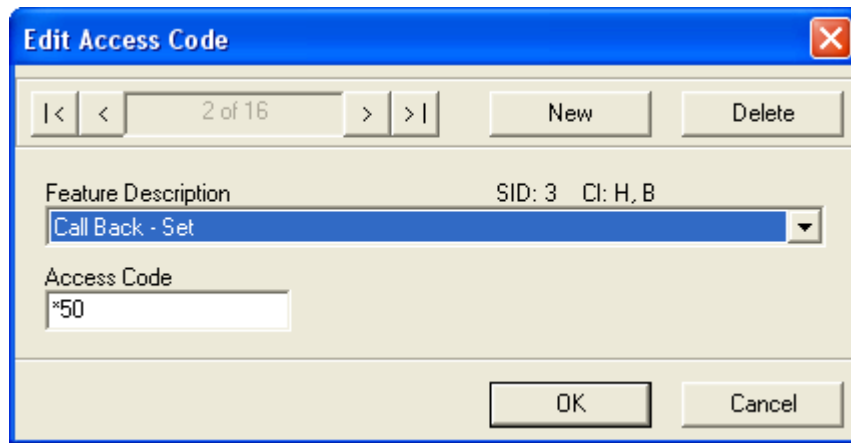 Edit Access Code
|< < 2 of 16 > >| New Delete
Feature Description SID: 3 CI: H, B
Call Back - Set
Access Code
*50
OK Cancel